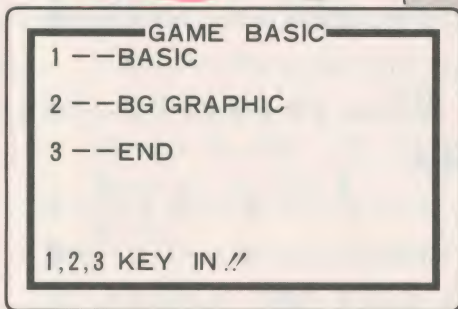 GAME BASIC
1 ――BASIC
2 ――BG GRAPHIC
3 ――END
1,2,3 KEY IN !!